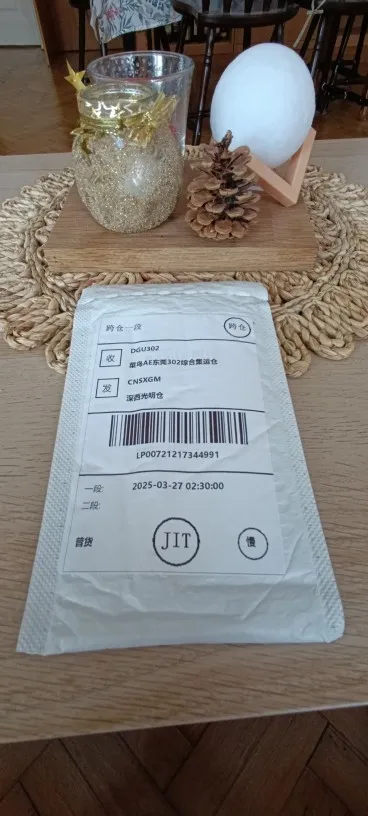 跨仓一段
跨仓
收
DGU302
菜鸟AE东莞302综合集运仓
发
CNSXGM
深西光明仓
LP00721217344991
一段:
2025-03-27 02:30:00
二段:
普货
JIT
慢